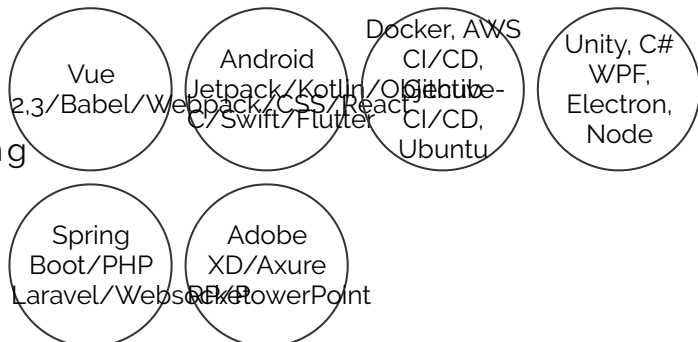 ng
Vue
2,3/Babel/Webpack/CSS/React
Android
Jetpack/Kotlin/Objective-
C/Swift/Flutter
Docker, AWS
CI/CD,
Github
CI/CD,
Ubuntu
Unity, C#
WPF,
Electron,
Node
Spring
Boot/PHP
Laravel/Websocket
Adobe
XD/Axure
PowerPoint